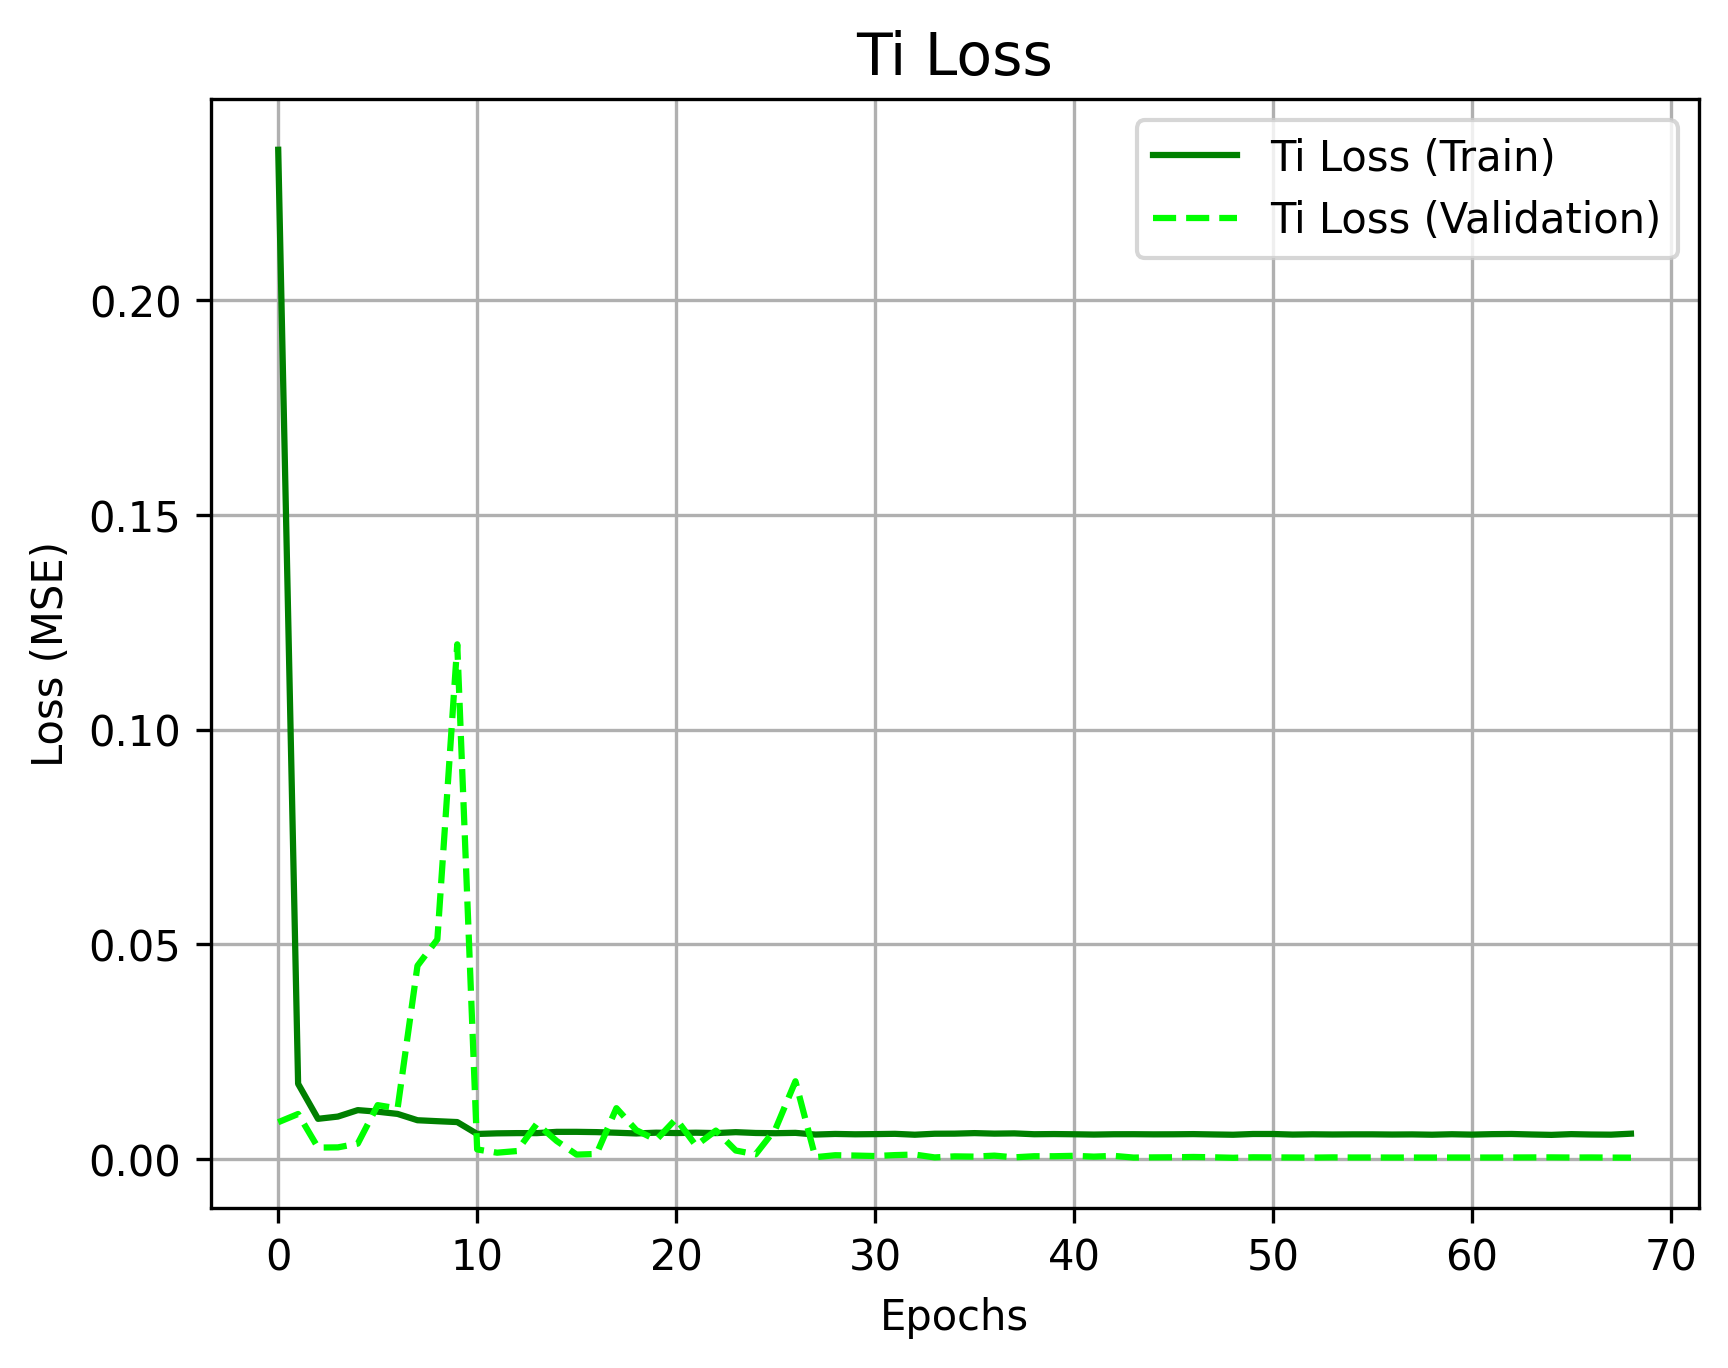 Ti Loss
Ti Loss (Train)
Ti Loss (Validation)
Loss (MSE)
0.20
0.15
0.10
0.05
0.00
0 10 20 30 40 50 60 70
Epochs